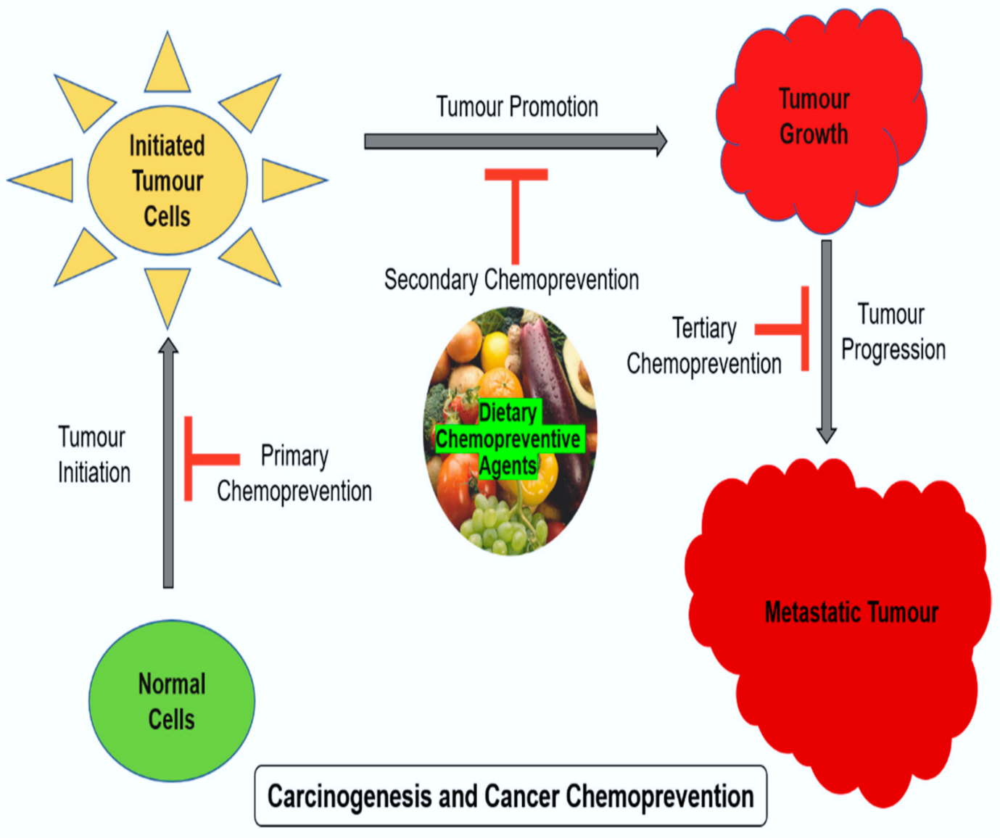 Initiated
Tumour
Cells
Tumour Promotion
Tumour
Growth
Secondary Chemoprevention
Tertiary
Chemoprevention
Tumour
Progression
Tumour
Initiation
Primary
Chemoprevention
Dietary
Chemopreventive
Agents
Metastatic Tumour
Normal
Cells
Carcinogenesis and Cancer Chemoprevention